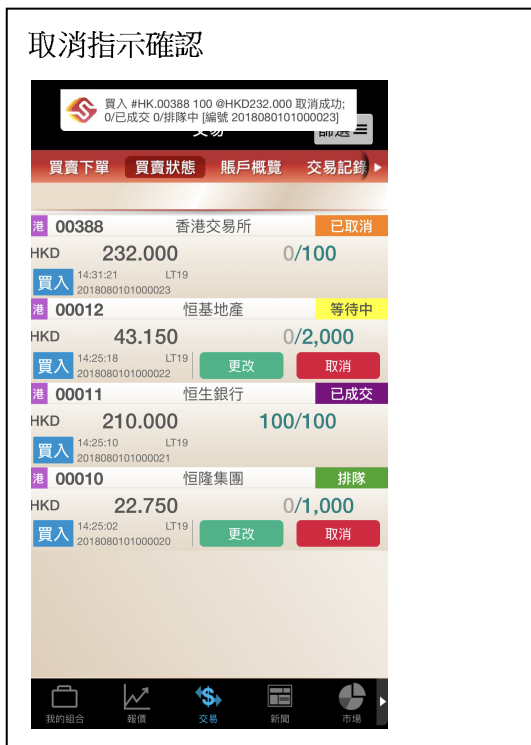 取消指示確認
買入 #HK.00388 100 @HKD232.000 取消成功;
0/已成交 0/排隊中 [編號 2018080101000023]
交易 篩選
買賣下單 買賣狀態 賬戶概覽 交易記錄
港 00388 香港交易所 已取消
HKD 232.000 0/100
買入 14:31:21 LT19
2018080101000023
港 00012 恒基地產 等待中
HKD 43.150 0/2,000
買入 14:25:18 LT19 更改 取消
2018080101000022
港 00011 恒生銀行 已成交
HKD 210.000 100/100
買入 14:25:10 LT19
2018080101000021
港 00010 恒隆集團 排隊
HKD 22.750 0/1,000
買入 14:25:02 LT19 更改 取消
2018080101000020
我的組合 報價 交易 新聞 市場